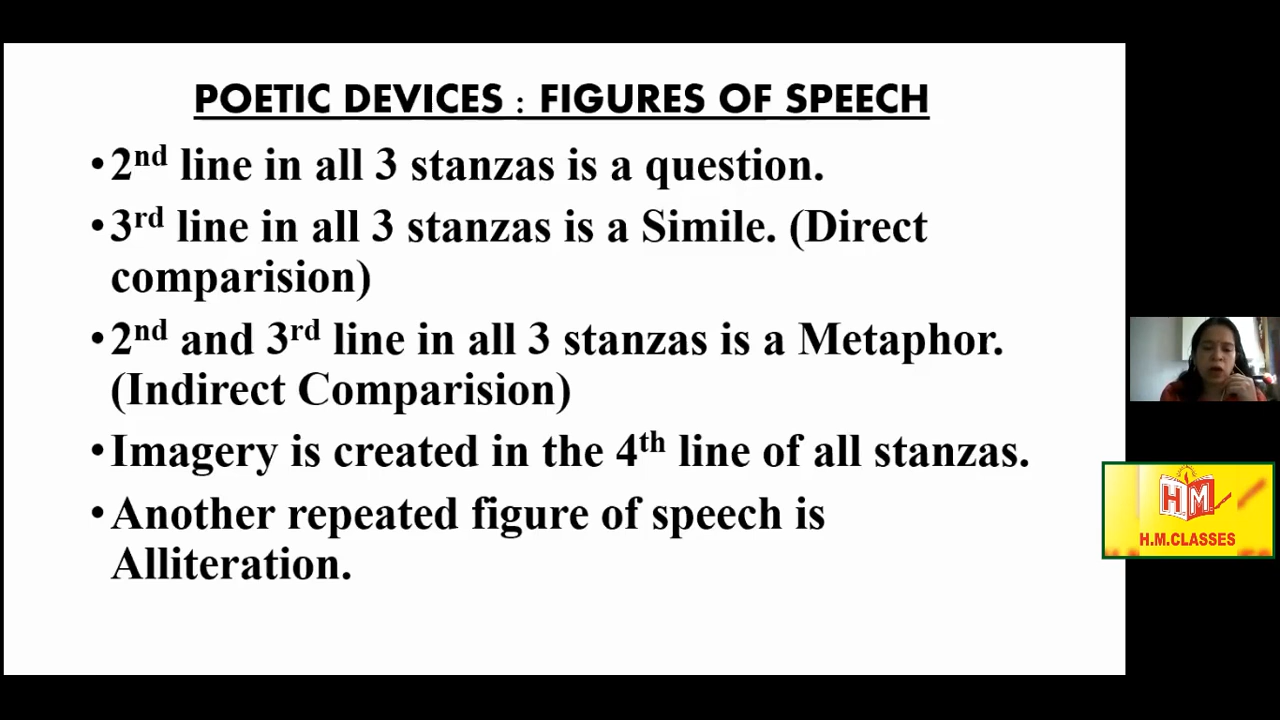 POETIC DEVICES : FIGURES OF SPEECH
•2nd line in all 3 stanzas is a question.
•3rd line in all 3 stanzas is a Simile. (Direct
comparision)
•2nd and 3rd line in all 3 stanzas is a Metaphor.
(Indirect Comparision)
•Imagery is created in the 4th line of all stanzas.
•Another repeated figure of speech is
Alliteration.
H.M.
H.M.CLASSES